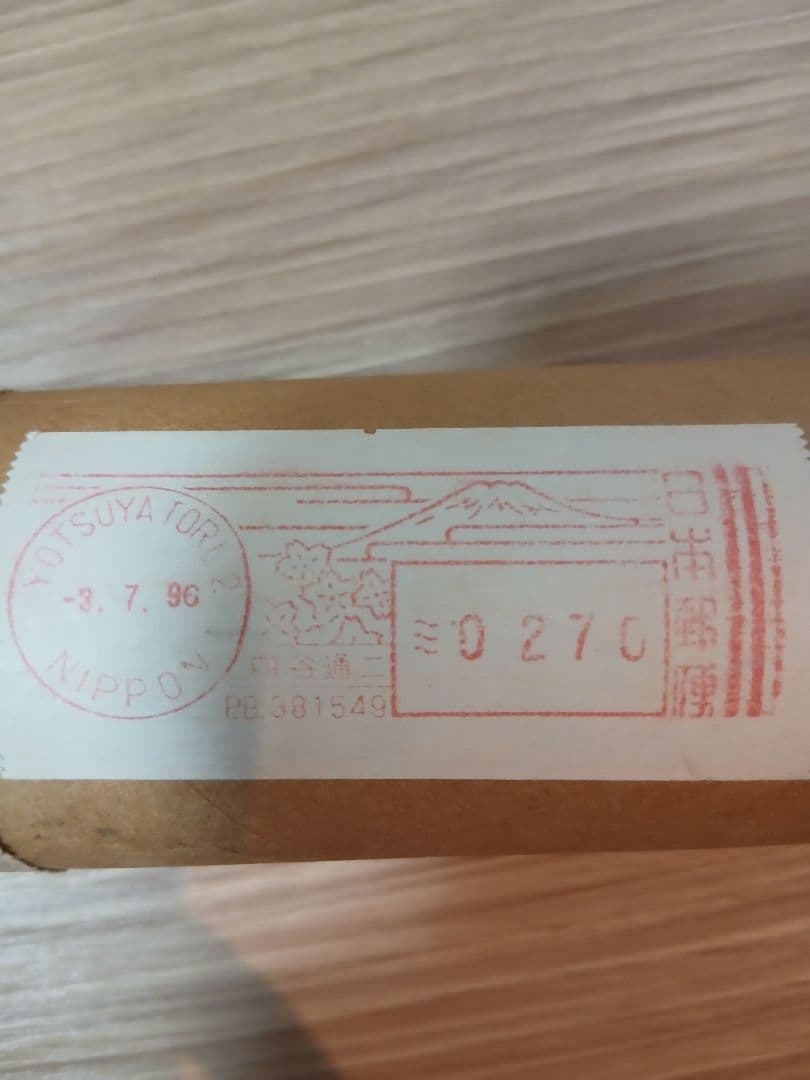 YOTSUYA TORI 2
-3. 7. 96
NIPPON
四谷通二
PB.381549
0270
日本郵便